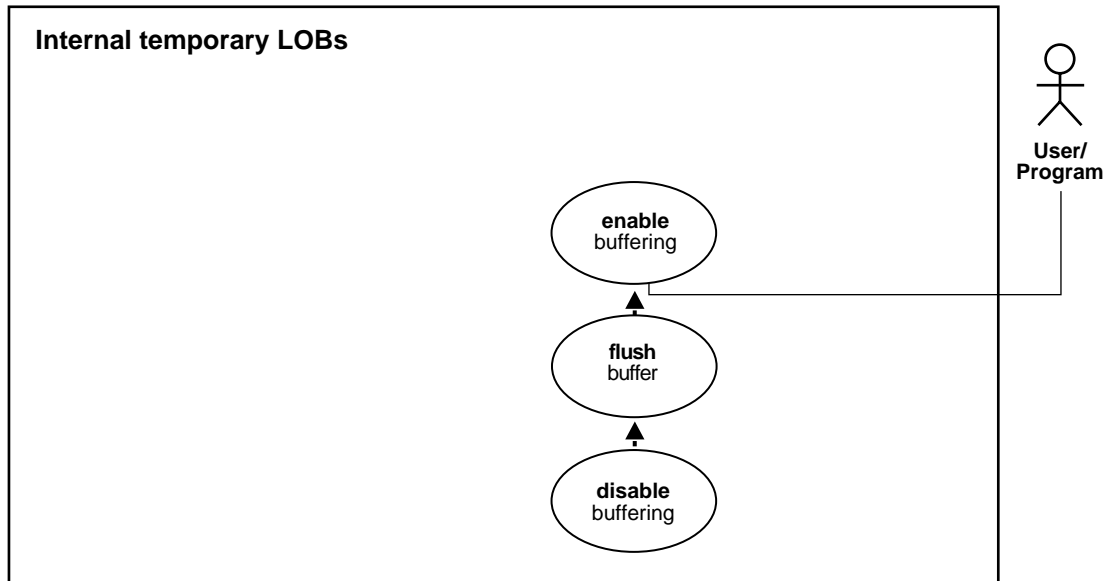 Internal temporary LOBs
User/
Program
enable
buffering
flush
buffer
disable
buffering